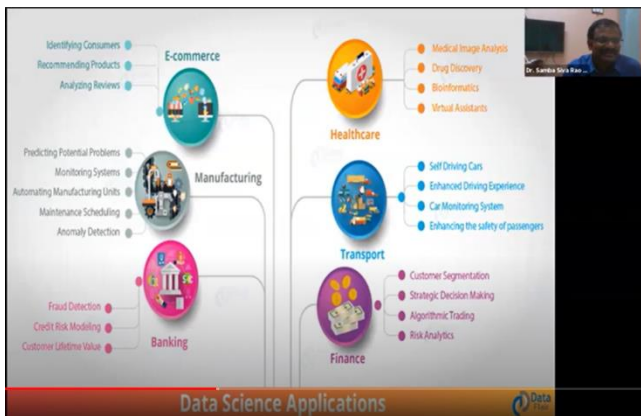 E-commerce
Identifying Consumers
Recommending Products
Analyzing Reviews
Manufacturing
Predicting Potential Problems
Monitoring Systems
Automating Manufacturing Units
Maintenance Scheduling
Anomaly Detection
Banking
Fraud Detection
Credit Risk Modeling
Customer Lifetime Value
Healthcare
Medical Image Analysis
Drug Discovery
Bioinformatics
Virtual Assistants
Transport
Self Driving Cars
Enhanced Driving Experience
Car Monitoring System
Enhancing the safety of passengers
Finance
Customer Segmentation
Strategic Decision Making
Algorithmic Trading
Risk Analytics
Data Science Applications
Data
Flair
Dr. Samba Siva Rao ...